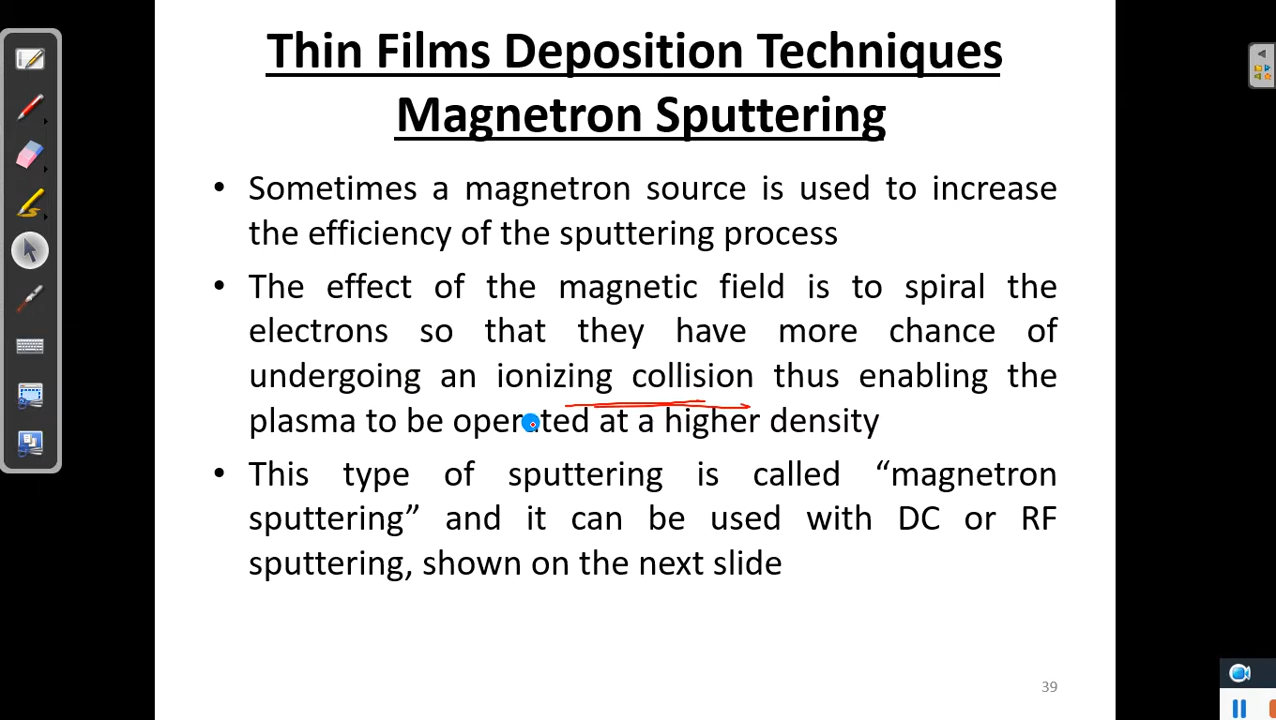 Thin Films Deposition Techniques
Magnetron Sputtering
• Sometimes a magnetron source is used to increase
the efficiency of the sputtering process
• The effect of the magnetic field is to spiral the
electrons so that they have more chance of
undergoing an ionizing collision thus enabling the
plasma to be operated at a higher density
• This type of sputtering is called “magnetron
sputtering” and it can be used with DC or RF
sputtering, shown on the next slide
39